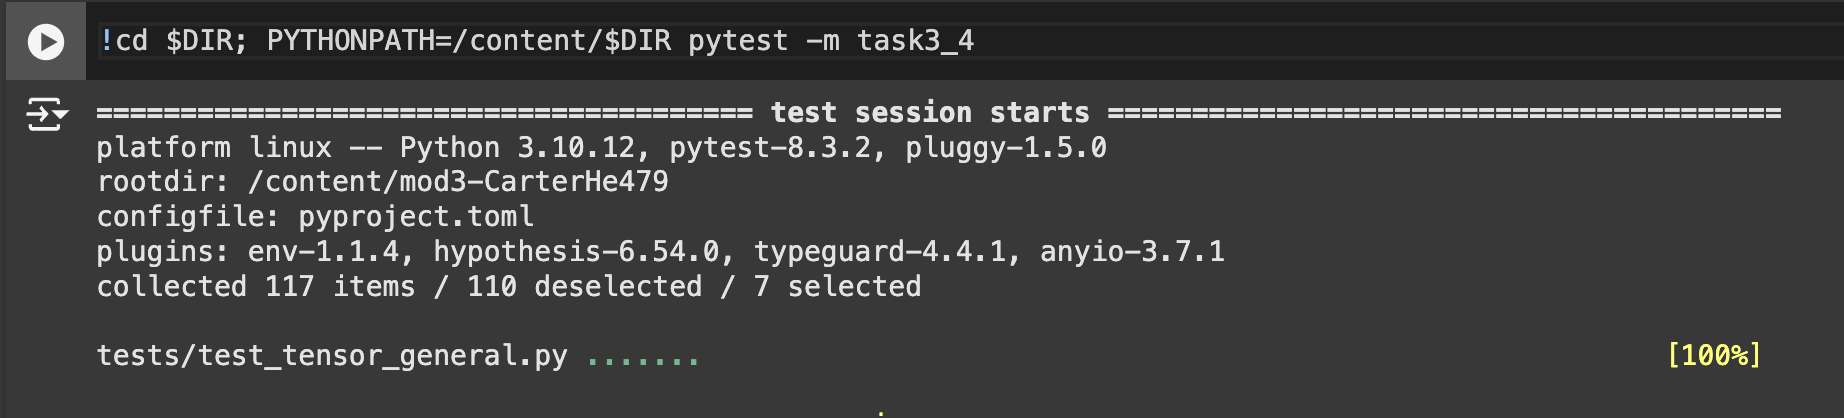 !cd $DIR; PYTHONPATH=/content/$DIR pytest -m task3_4
======================================= test session starts ========================================
platform linux -- Python 3.10.12, pytest-8.3.2, pluggy-1.5.0
rootdir: /content/mod3-CarterHe479
configfile: pyproject.toml
plugins: env-1.1.4, hypothesis-6.54.0, typeguard-4.4.1, anyio-3.7.1
collected 117 items / 110 deselected / 7 selected
tests/test_tensor_general.py ....... [100%]